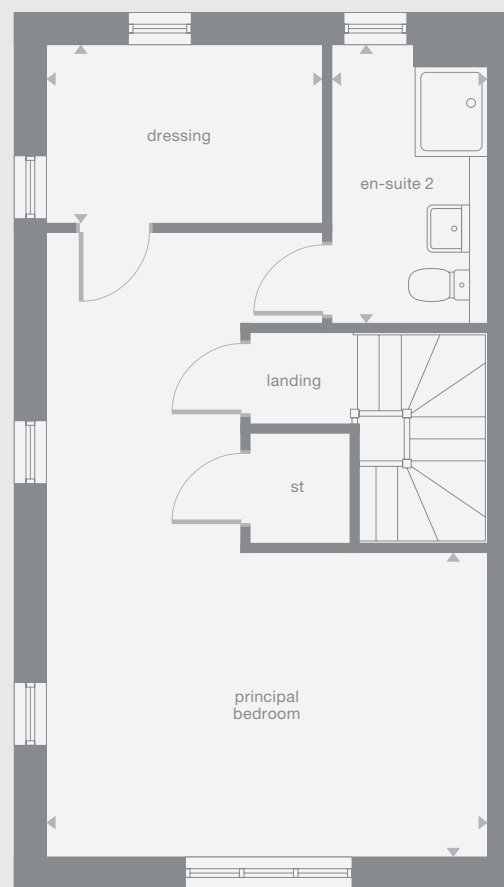 dressing
en-suite 2
landing
st
principal
bedroom